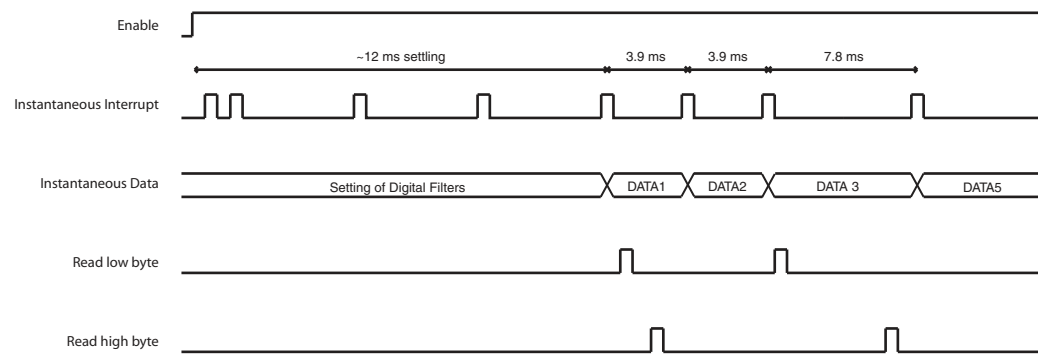 Enable
~12 ms settling 3.9 ms 3.9 ms 7.8 ms
Instantaneous Interrupt
Instantaneous Data Setting of Digital Filters DATA1 DATA2 DATA 3 DATA5
Read low byte
Read high byte